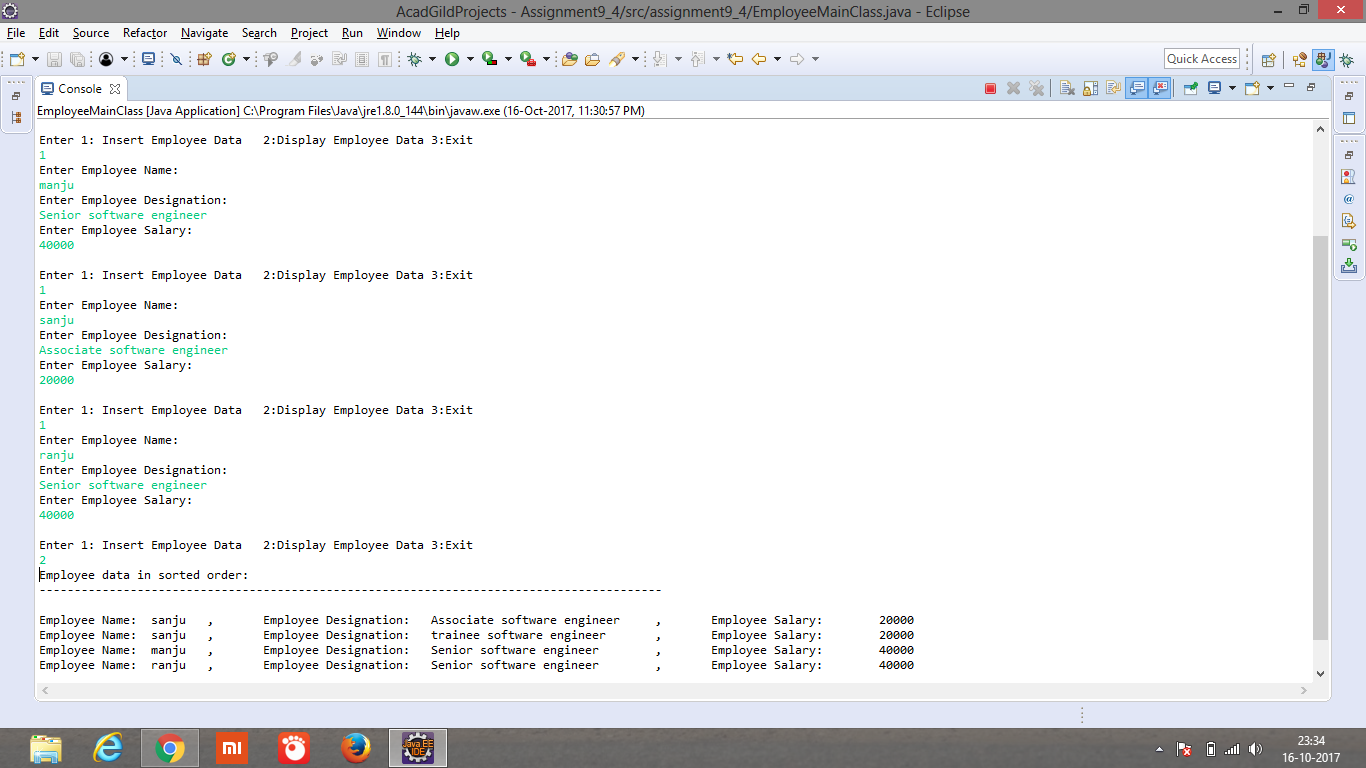 AcadGildProjects - Assignment9_4/src/assignment9_4/EmployeeMainClass.java - Eclipse
File Edit Source Refactor Navigate Search Project Run Window Help
Quick Access
Console
EmployeeMainClass [Java Application] C:\Program Files\Java\jre1.8.0_144\bin\javaw.exe (16-Oct-2017, 11:30:57 PM)
Enter 1: Insert Employee Data   2:Display Employee Data 3:Exit
1
Enter Employee Name:
manju
Enter Employee Designation:
Senior software engineer
Enter Employee Salary:
40000
Enter 1: Insert Employee Data   2:Display Employee Data 3:Exit
1
Enter Employee Name:
sanju
Enter Employee Designation:
Associate software engineer
Enter Employee Salary:
20000
Enter 1: Insert Employee Data   2:Display Employee Data 3:Exit
1
Enter Employee Name:
ranju
Enter Employee Designation:
Senior software engineer
Enter Employee Salary:
40000
Enter 1: Insert Employee Data   2:Display Employee Data 3:Exit
2
Employee data in sorted order:
-----------------------------------------------------------------------------------------
Employee Name:  sanju   ,       Employee Designation:   Associate software engineer     ,       Employee Salary:        20000
Employee Name:  sanju   ,       Employee Designation:   trainee software engineer       ,       Employee Salary:        20000
Employee Name:  manju   ,       Employee Designation:   Senior software engineer        ,       Employee Salary:        40000
Employee Name:  ranju   ,       Employee Designation:   Senior software engineer        ,       Employee Salary:        40000
mi
Java EE
IDE
23:34
16-10-2017